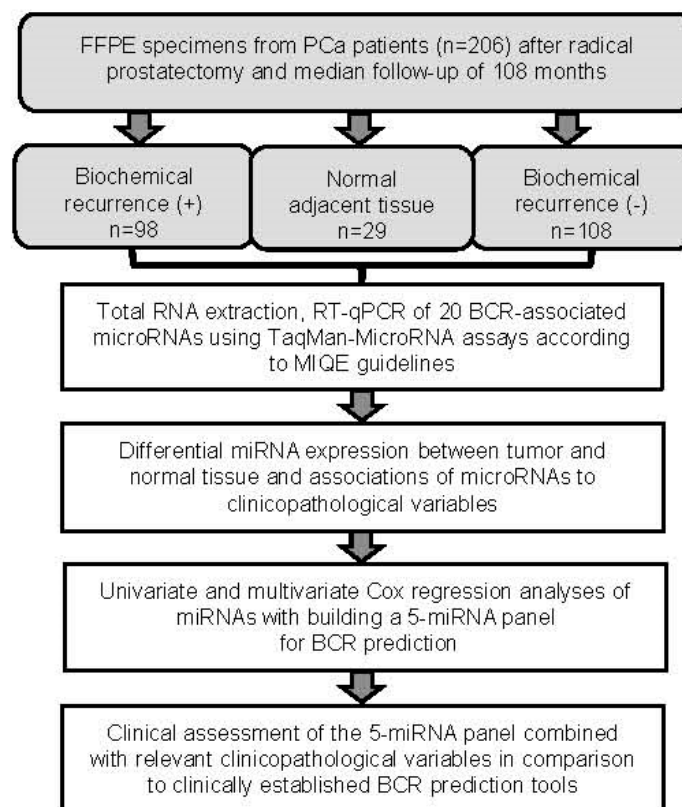 FFPE specimens from PCa patients (n=206) after radical
prostatectomy and median follow-up of 108 months
Biochemical
recurrence (+)
n=98
Normal
adjacent tissue
n=29
Biochemical
recurrence (-)
n=108
Total RNA extraction, RT-qPCR of 20 BCR-associated
microRNAs using TaqMan-MicroRNA assays according
to MIQE guidelines
Differential miRNA expression between tumor and
normal tissue and associations of microRNAs to
clinicopathological variables
Univariate and multivariate Cox regression analyses of
miRNAs with building a 5-miRNA panel
for BCR prediction
Clinical assessment of the 5-miRNA panel combined
with relevant clinicopathological variables in comparison
to clinically established BCR prediction tools